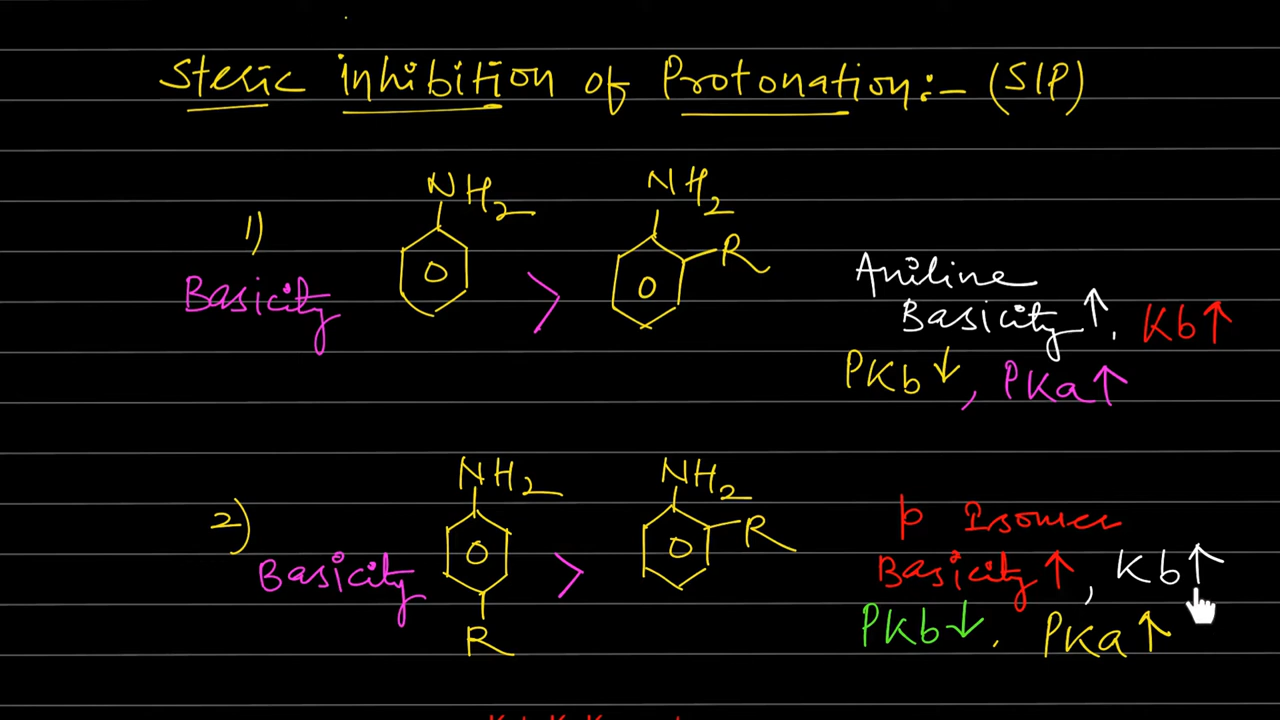 Steric inhibition of Protonation:- (SIP)
1)
NH2
NH2
R
Basicity
>
Aniline
Basicity↑, Kb↑
PKb↓, PKa↑
2)
NH2
NH2
R
Basicity
>
R
p Isomer
Basicity↑, Kb↑
PKb↓, PKa↑